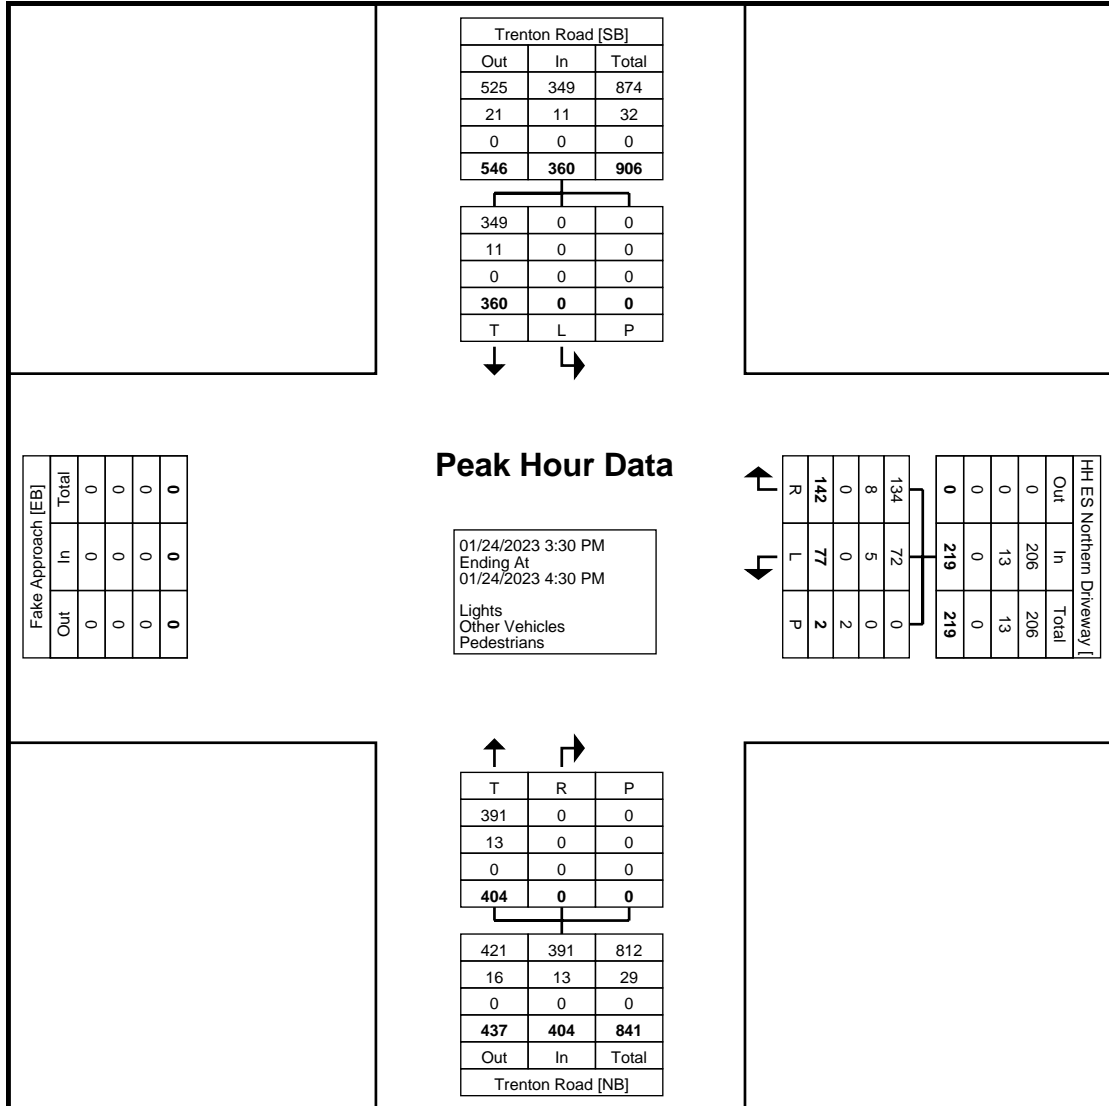 Trenton Road [SB]
Out In Total
525 349 874
21 11 32
0 0 0
546 360 906
349 0 0
11 0 0
0 0 0
360 0 0
T L P
Fake Approach [EB]
Total In Out
0 0 0
0 0 0
0 0 0
0 0 0
Peak Hour Data
01/24/2023 3:30 PM
Ending At
01/24/2023 4:30 PM
Lights
Other Vehicles
Pedestrians
HH ES Northern Driveway [
Out In Total
0 206 206
0 13 13
0 0 0
0 219 219
134 72 0
8 5 0
0 0 2
142 77 2
R L P
T R P
391 0 0
13 0 0
0 0 0
404 0 0
421 391 812
16 13 29
0 0 0
437 404 841
Out In Total
Trenton Road [NB]